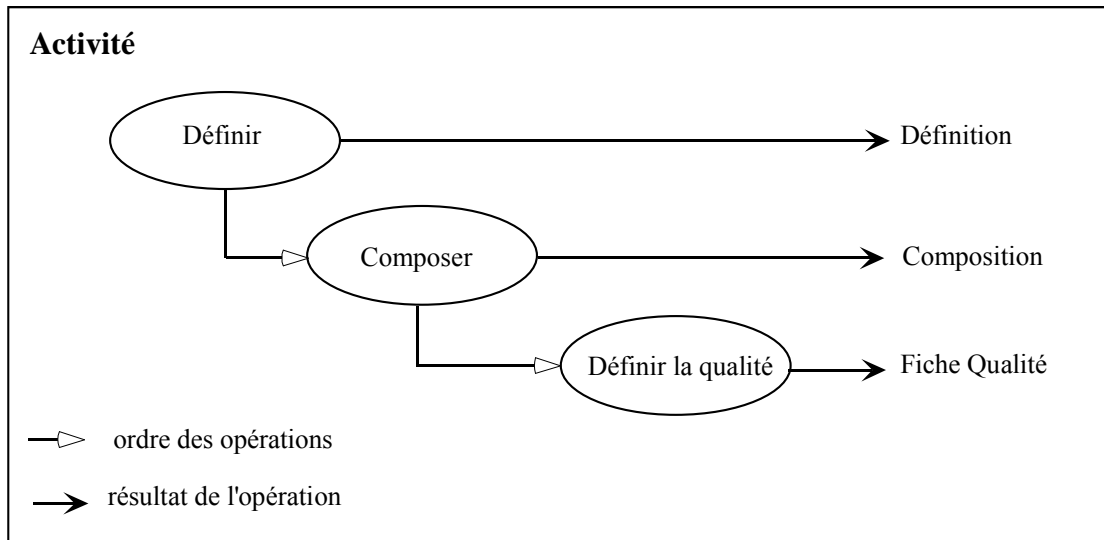 Activité
Définir
Définition
Composer
Composition
Définir la qualité
Fiche Qualité
ordre des opérations
résultat de l'opération